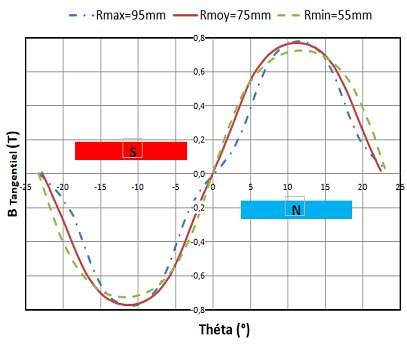 Rmax=95mm Rmoy=75mm Rmin=55mm
0,8
0,6
0,4
0,2
0,0
-0,2
-0,4
-0,6
-0,8
-25 -20 -15 -10 -5 0 5 10 15 20 25
S
N
B Tangentiel (T)
Théta (°)